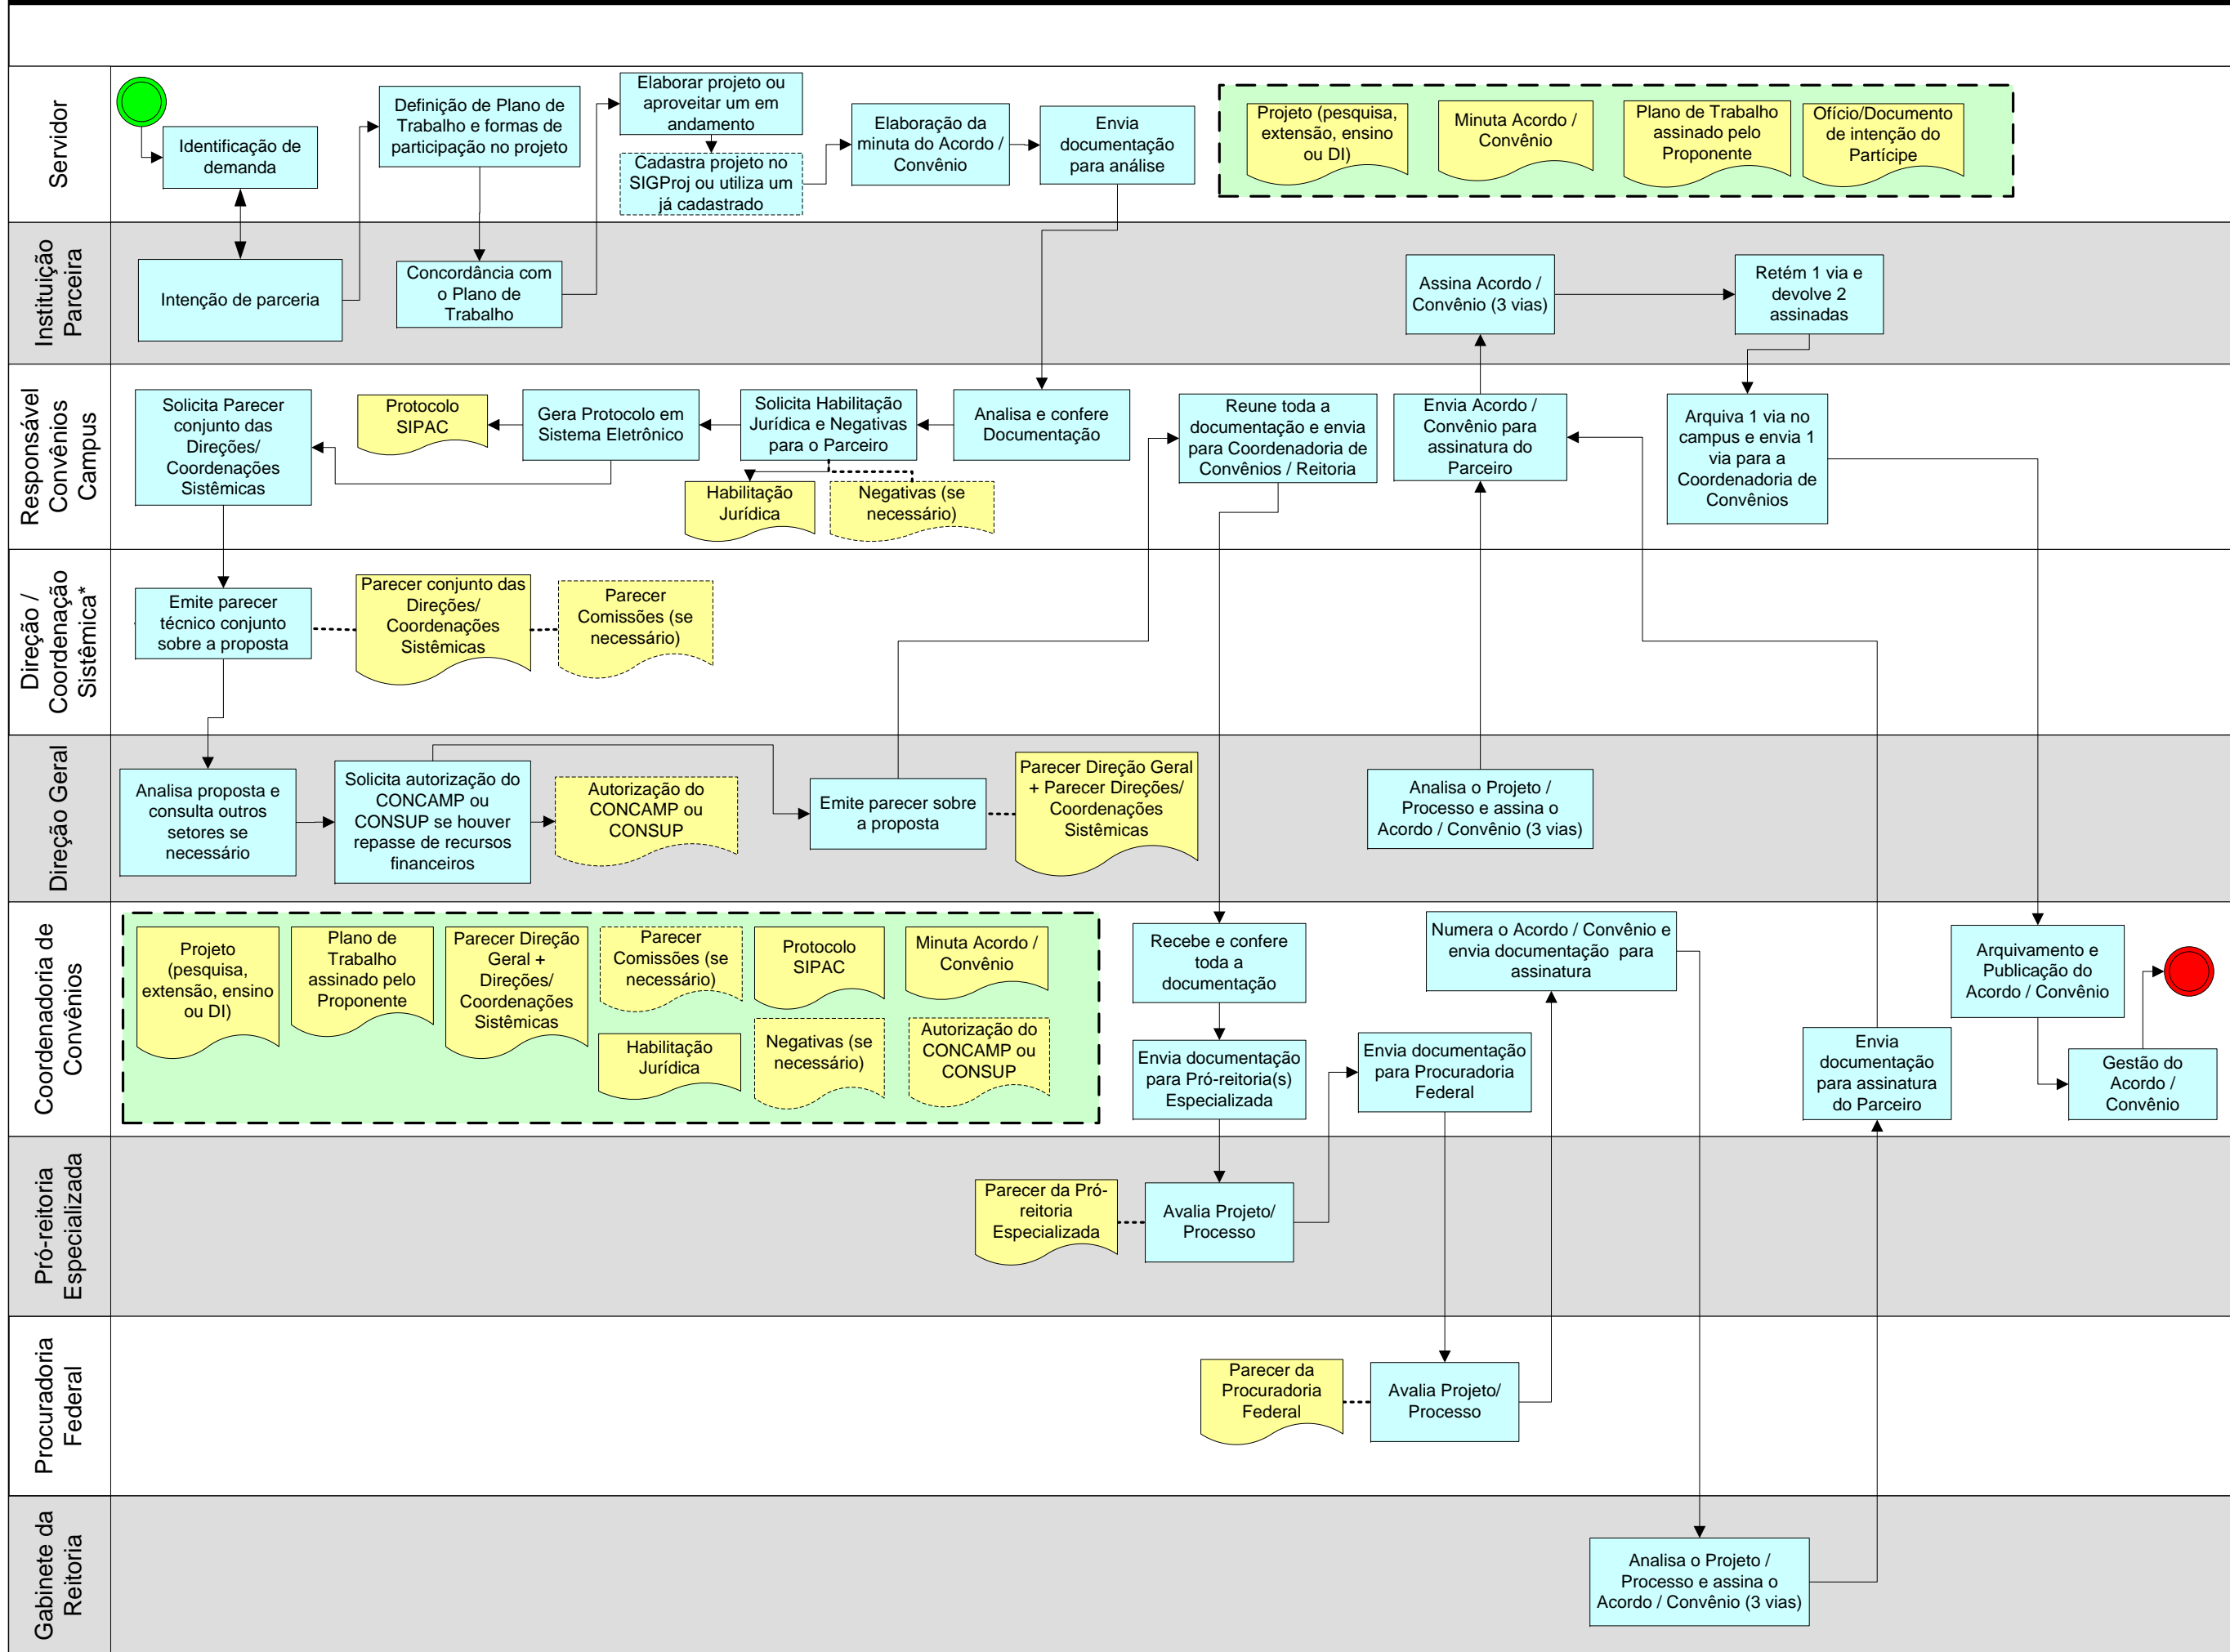 Servidor
Identificação de
demanda
Definição de Plano de
Trabalho e formas de
participação no projeto
Elaborar projeto ou
aproveitar um em
andamento
Cadastra projeto no
SIGProj ou utiliza um
já cadastrado
Elaboração da
minuta do Acordo /
Convênio
Envia
documentação
para análise
Projeto (pesquisa,
extensão, ensino
ou DI)
Minuta Acordo /
Convênio
Plano de Trabalho
assinado pelo
Proponente
Ofício/Documento
de intenção do
Partícipe
Instituição
Parceira
Intenção de parceria
Concordância com
o Plano de
Trabalho
Assina Acordo /
Convênio (3 vias)
Retém 1 via e
devolve 2
assinadas
Responsável
Convênios
Campus
Solicita Parecer
conjunto das
Direções/
Coordenações
Sistêmicas
Protocolo
SIPAC
Gera Protocolo em
Sistema Eletrônico
Solicita Habilitação
Jurídica e Negativas
para o Parceiro
Habilitação
Jurídica
Negativas (se
necessário)
Analisa e confere
Documentação
Reune toda a
documentação e envia
para Coordenadoria de
Convênios / Reitoria
Envia Acordo /
Convênio para
assinatura do
Parceiro
Arquiva 1 via no
campus e envia 1
via para a
Coordenadoria de
Convênios
Direção /
Coordenação
Sistêmica*
Emite parecer
técnico conjunto
sobre a proposta
Parecer conjunto das
Direções/
Coordenações
Sistêmicas
Parecer
Comissões (se
necessário)
Direção Geral
Analisa proposta e
consulta outros
setores se
necessário
Solicita autorização do
CONCAMP ou
CONSUP se houver
repasse de recursos
financeiros
Autorização do
CONCAMP ou
CONSUP
Emite parecer sobre
a proposta
Parecer Direção Geral
+ Parecer Direções/
Coordenações
Sistêmicas
Analisa o Projeto /
Processo e assina o
Acordo / Convênio (3 vias)
Coordenadoria de
Convênios
Projeto
(pesquisa,
extensão, ensino
ou DI)
Plano de
Trabalho
assinado pelo
Proponente
Parecer Direção
Geral +
Direções/
Coordenações
Sistêmicas
Parecer
Comissões (se
necessário)
Protocolo
SIPAC
Minuta Acordo /
Convênio
Habilitação
Jurídica
Negativas (se
necessário)
Autorização do
CONCAMP ou
CONSUP
Recebe e confere
toda a
documentação
Envia documentação
para Pró-reitoria(s)
Especializada
Envia documentação
para Procuradoria
Federal
Numera o Acordo / Convênio e
envia documentação para
assinatura
Envia
documentação
para assinatura
do Parceiro
Arquivamento e
Publicação do
Acordo / Convênio
Gestão do
Acordo /
Convênio
Pró-reitoria
Especializada
Parecer da Pró-
reitoria
Especializada
Avalia Projeto/
Processo
Procuradoria
Federal
Parecer da
Procuradoria
Federal
Avalia Projeto/
Processo
Gabinete da
Reitoria
Analisa o Projeto /
Processo e assina o
Acordo / Convênio (3 vias)